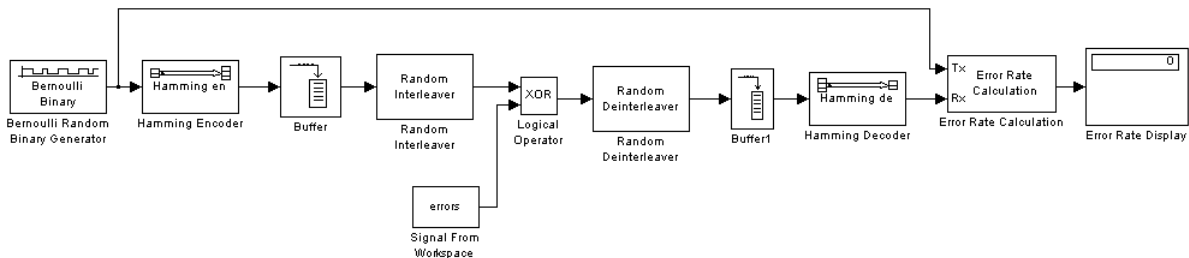 Bernoulli
Binary
Bernoulli Random
Binary Generator
Hamming en
Hamming Encoder
Buffer
Random
Interleaver
Random
Interleaver
errors
Signal From
Workspace
XOR
Logical
Operator
Random
Deinterleaver
Random
Deinterleaver
Buffer1
Hamming de
Hamming Decoder
Tx
Rx
Error Rate
Calculation
Error Rate Calculation
0
Error Rate Display